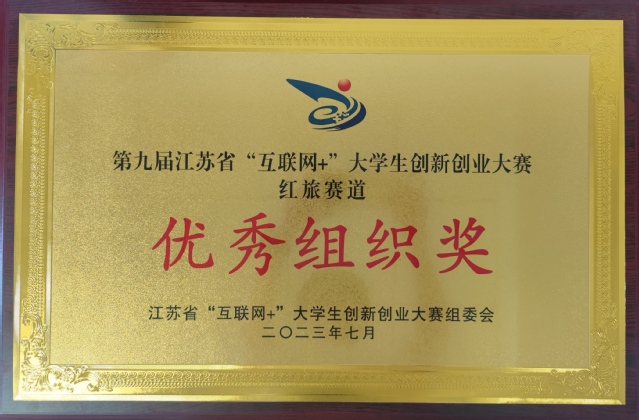 第九届江苏省“互联网+”大学生创新创业大赛
红旅赛道
优秀组织奖
江苏省“互联网+”大学生创新创业大赛组委会
二〇二三年七月